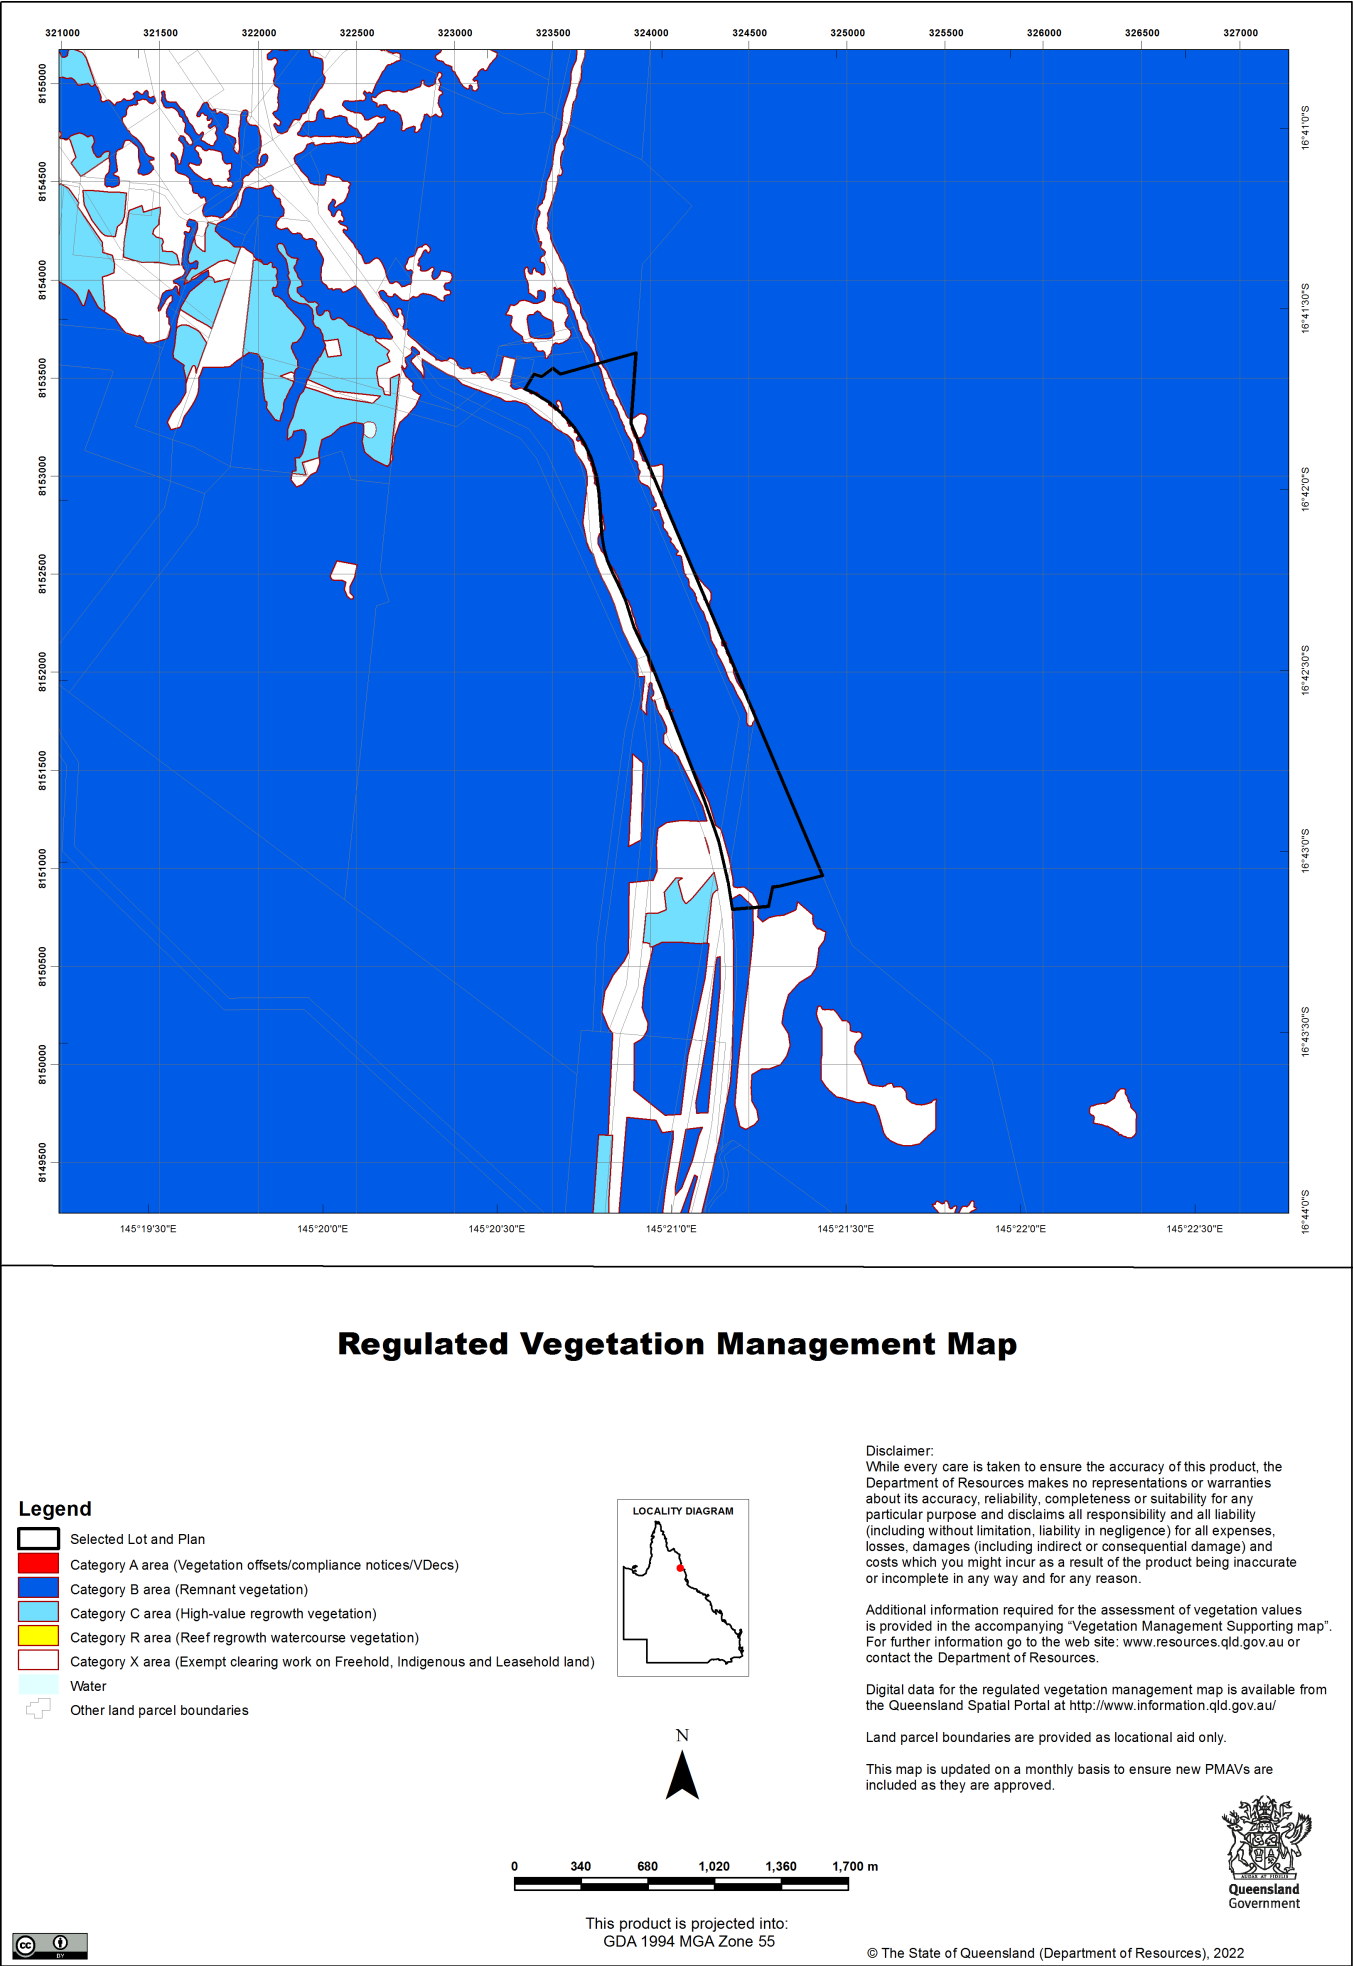 321000 321500 322000 322500 323000 323500 324000 324500 325000 325500 326000 326500 327000
8155000
8154500
8154000
8153500
8153000
8152500
8152000
8151500
8151000
8150500
8150000
8149500
16°41'0"S
16°41'30"S
16°42'0"S
16°42'30"S
16°43'0"S
16°43'30"S
16°44'0"S
145°19'30"E 145°20'0"E 145°20'30"E 145°21'0"E 145°21'30"E 145°22'0"E 145°22'30"E
Regulated Vegetation Management Map
Legend
Selected Lot and Plan
Category A area (Vegetation offsets/compliance notices/VDecs)
Category B area (Remnant vegetation)
Category C area (High-value regrowth vegetation)
Category R area (Reef regrowth watercourse vegetation)
Category X area (Exempt clearing work on Freehold, Indigenous and Leasehold land)
Water
Other land parcel boundaries
LOCALITY DIAGRAM
N
0 340 680 1,020 1,360 1,700 m
This product is projected into:
GDA 1994 MGA Zone 55
Disclaimer:
While every care is taken to ensure the accuracy of this product, the
Department of Resources makes no representations or warranties
about its accuracy, reliability, completeness or suitability for any
particular purpose and disclaims all responsibility and all liability
(including without limitation, liability in negligence) for all expenses,
losses, damages (including indirect or consequential damage) and
costs which you might incur as a result of the product being inaccurate
or incomplete in any way and for any reason.
Additional information required for the assessment of vegetation values
is provided in the accompanying “Vegetation Management Supporting map”.
For further information go to the web site: www.resources.qld.gov.au or
contact the Department of Resources.
Digital data for the regulated vegetation management map is available from
the Queensland Spatial Portal at http://www.information.qld.gov.au/
Land parcel boundaries are provided as locational aid only.
This map is updated on a monthly basis to ensure new PMAVs are
included as they are approved.
AUDAX AT FIDELIS
Queensland
Government
cc
BY
© The State of Queensland (Department of Resources), 2022